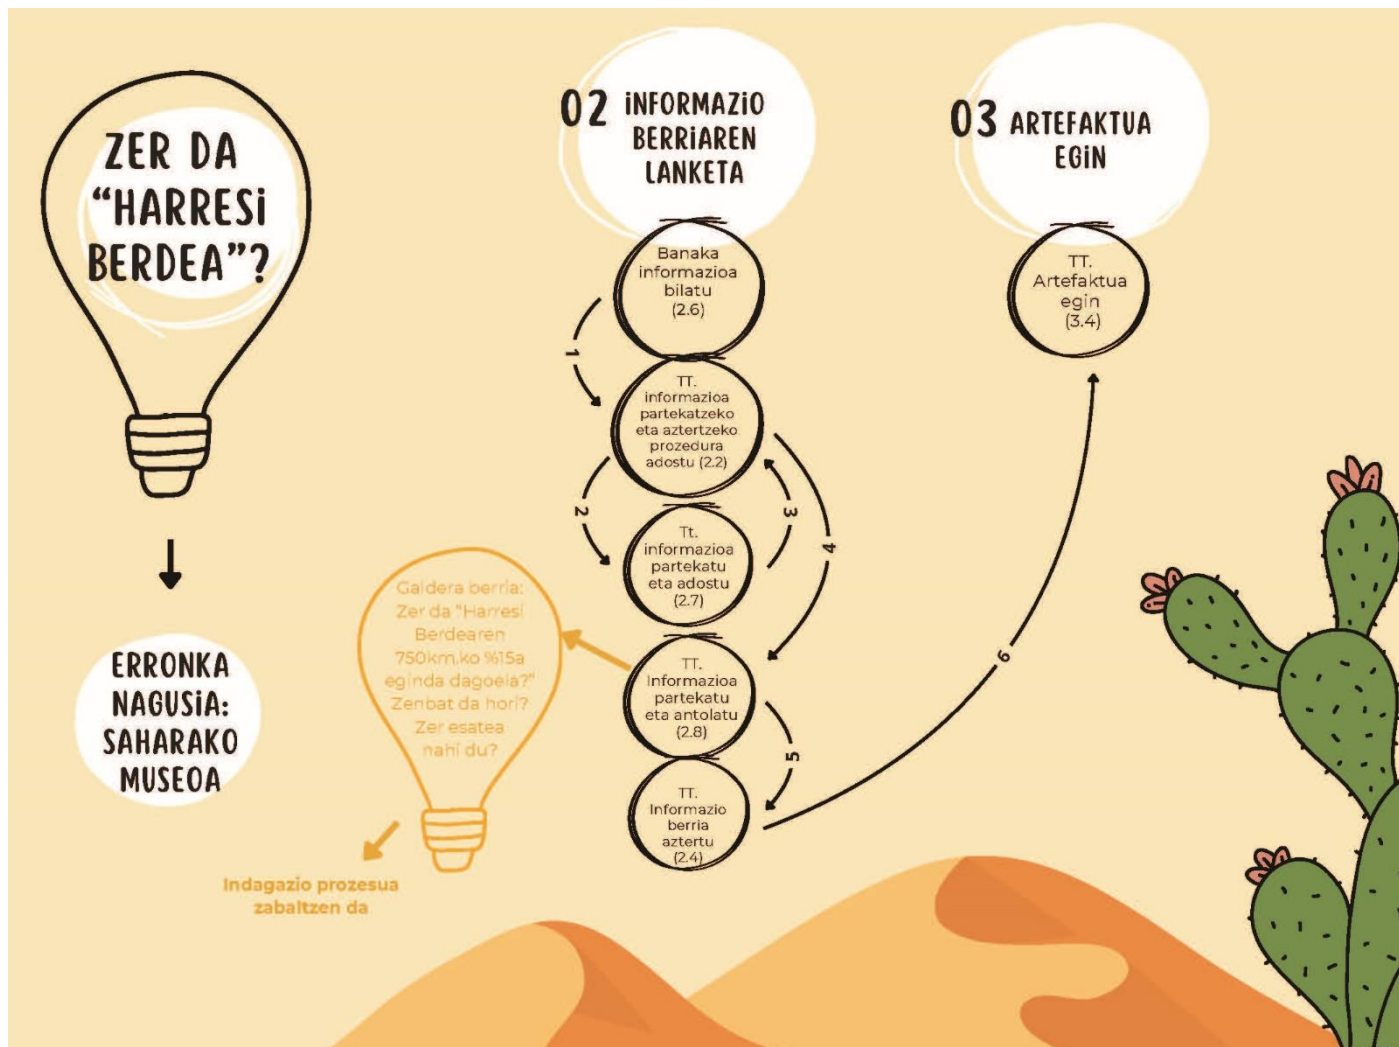 ZER DA
“HARRESi
BERDEA”?
ERRONKA
NAGUSiA:
SAHARAKO
MUSEOA
02 iNFORMAZiO
BERRiAREN
LANKETA
Banaka
informazioa
bilatu
(2.6)
1
TT.
informazioa
partekatzeko
eta aztertzeko
prozedura
adostu (2.2)
2
3
4
Tt.
informazioa
partekatu
eta adostu
(2.7)
TT.
Informazioa
partekatu
eta antolatu
(2.8)
5
TT.
Informazio
berria
aztertu
(2.4)
6
Galdera berria:
Zer da "Harresi
Berdearen
750km.ko %15a
eginda dagoela?"
Zenbat da hori?
Zer esatea
nahi du?
Indagazio prozesua
zabaltzen da
03 ARTEFAKTUA
EGiN
TT.
Artefaktua
egin
(3.4)